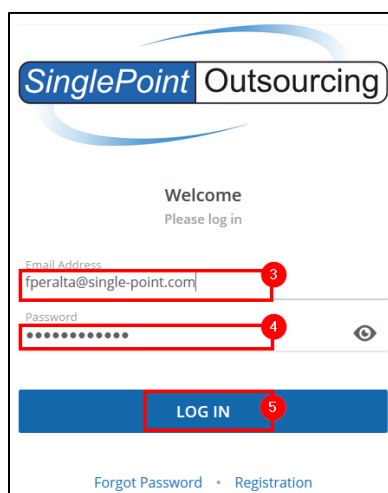 SinglePoint Outsourcing
Welcome
Please log in
Email Address
fperalta@single-point.com
3
Password
••••••••••••
4
LOG IN
5
Forgot Password • Registration